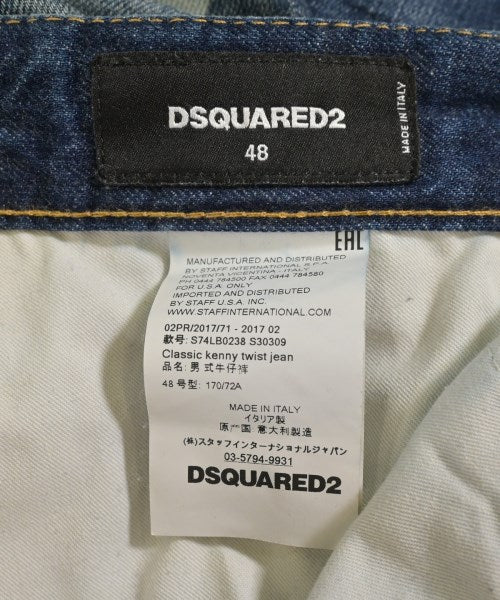 DSQUARED2
48
MADE IN ITALY
EAC
MANUFACTURED AND DISTRIBUTED
BY STAFF INTERNATIONAL S.P.A.
NOVENTA VICENTINA - ITALY
PH 0444 784500 FAX 0444 784580
FOR U.S.A. ONLY
IMPORTED AND DISTRIBUTED
BY STAFF U.S.A. INC.
WWW.STAFFINTERNATIONAL.COM
02PR/2017/71 - 2017 02
款号: S74LB0238 S30309
Classic kenny twist jean
品名: 男式牛仔裤
48 号型: 170/72A
MADE IN ITALY
イタリア製
原产国: 意大利製造
(株)スタッフインターナショナルジャパン
03-5794-9931
DSQUARED2